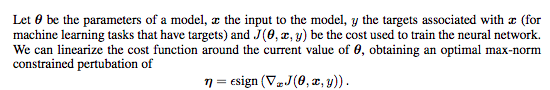 Let θ be the parameters of a model, x the input to the model, y the targets associated with x (for
machine learning tasks that have targets) and J(θ, x, y) be the cost used to train the neural network.
We can linearize the cost function around the current value of θ, obtaining an optimal max-norm
constrained pertubation of
η = ϵsign (∇ₓJ(θ, x, y)) .